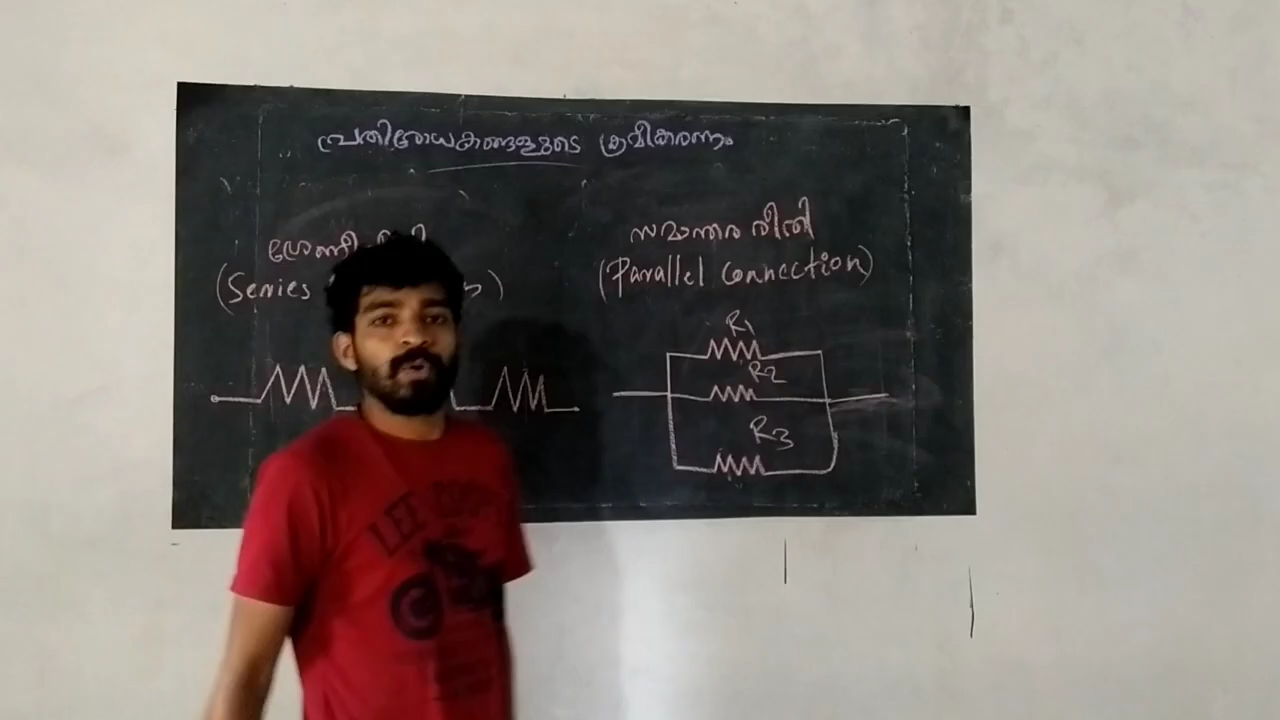 പ്രതിരോധകങ്ങളുടെ ക്രമീകരണം
ശ്രേണീ
(Series
സമാന്തര രീതി
(Parallel Connection)
R1
R2
R3